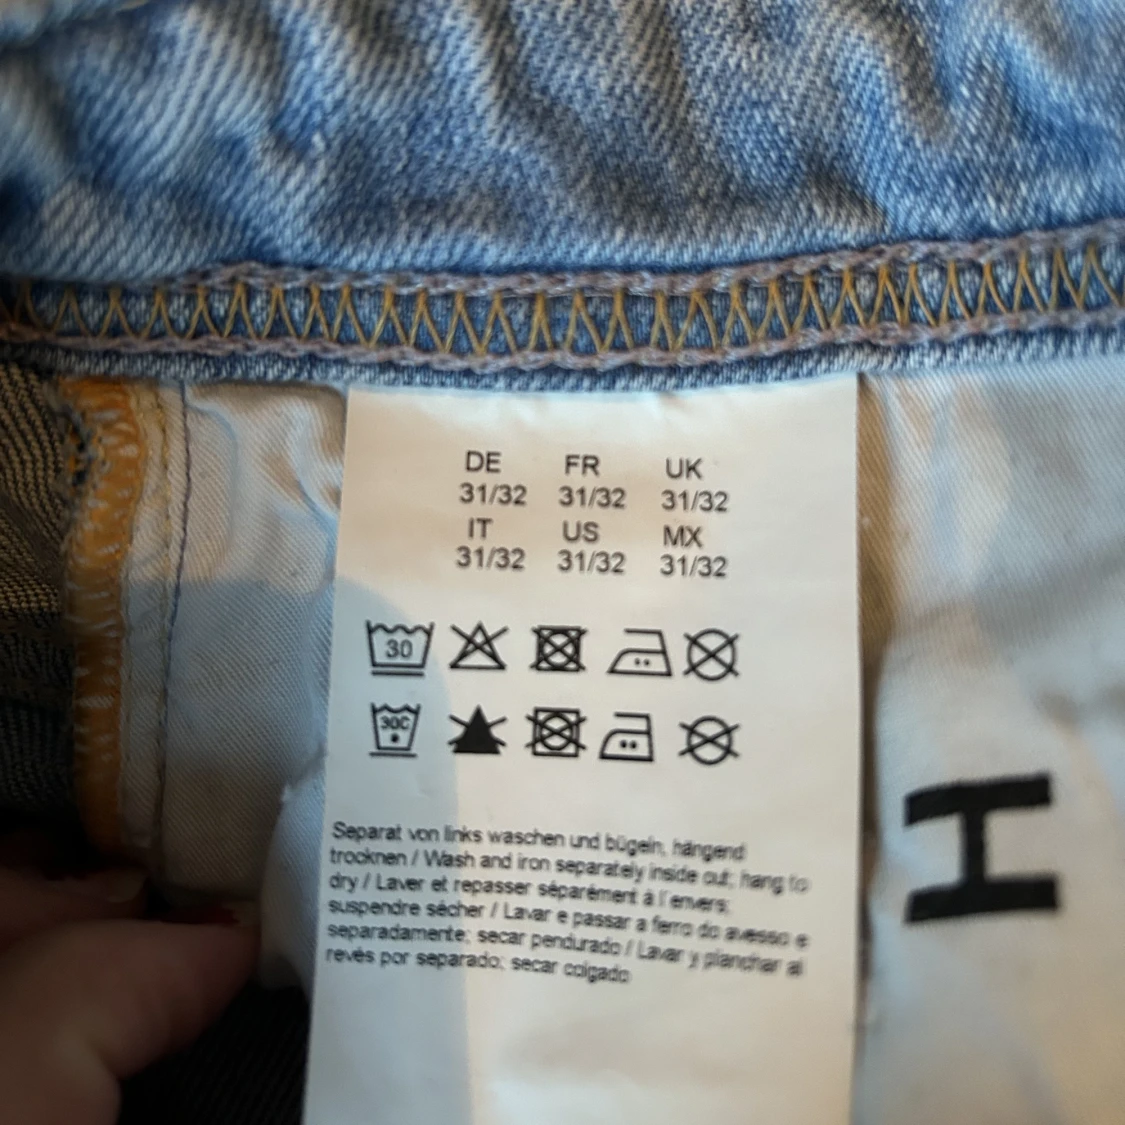 DE FR UK
31/32 31/32 31/32
IT US MX
31/32 31/32 31/32
30
30C
Separat von links waschen und bügeln, hängend
trocknen / Wash and iron separately inside out; hang to
dry / Laver et repasser séparément à l'envers;
suspendre sécher / Lavar e passar a ferro do avesso e
separadamente; secar pendurado / Lavar y planchar al
revés por separado; secar colgado
H